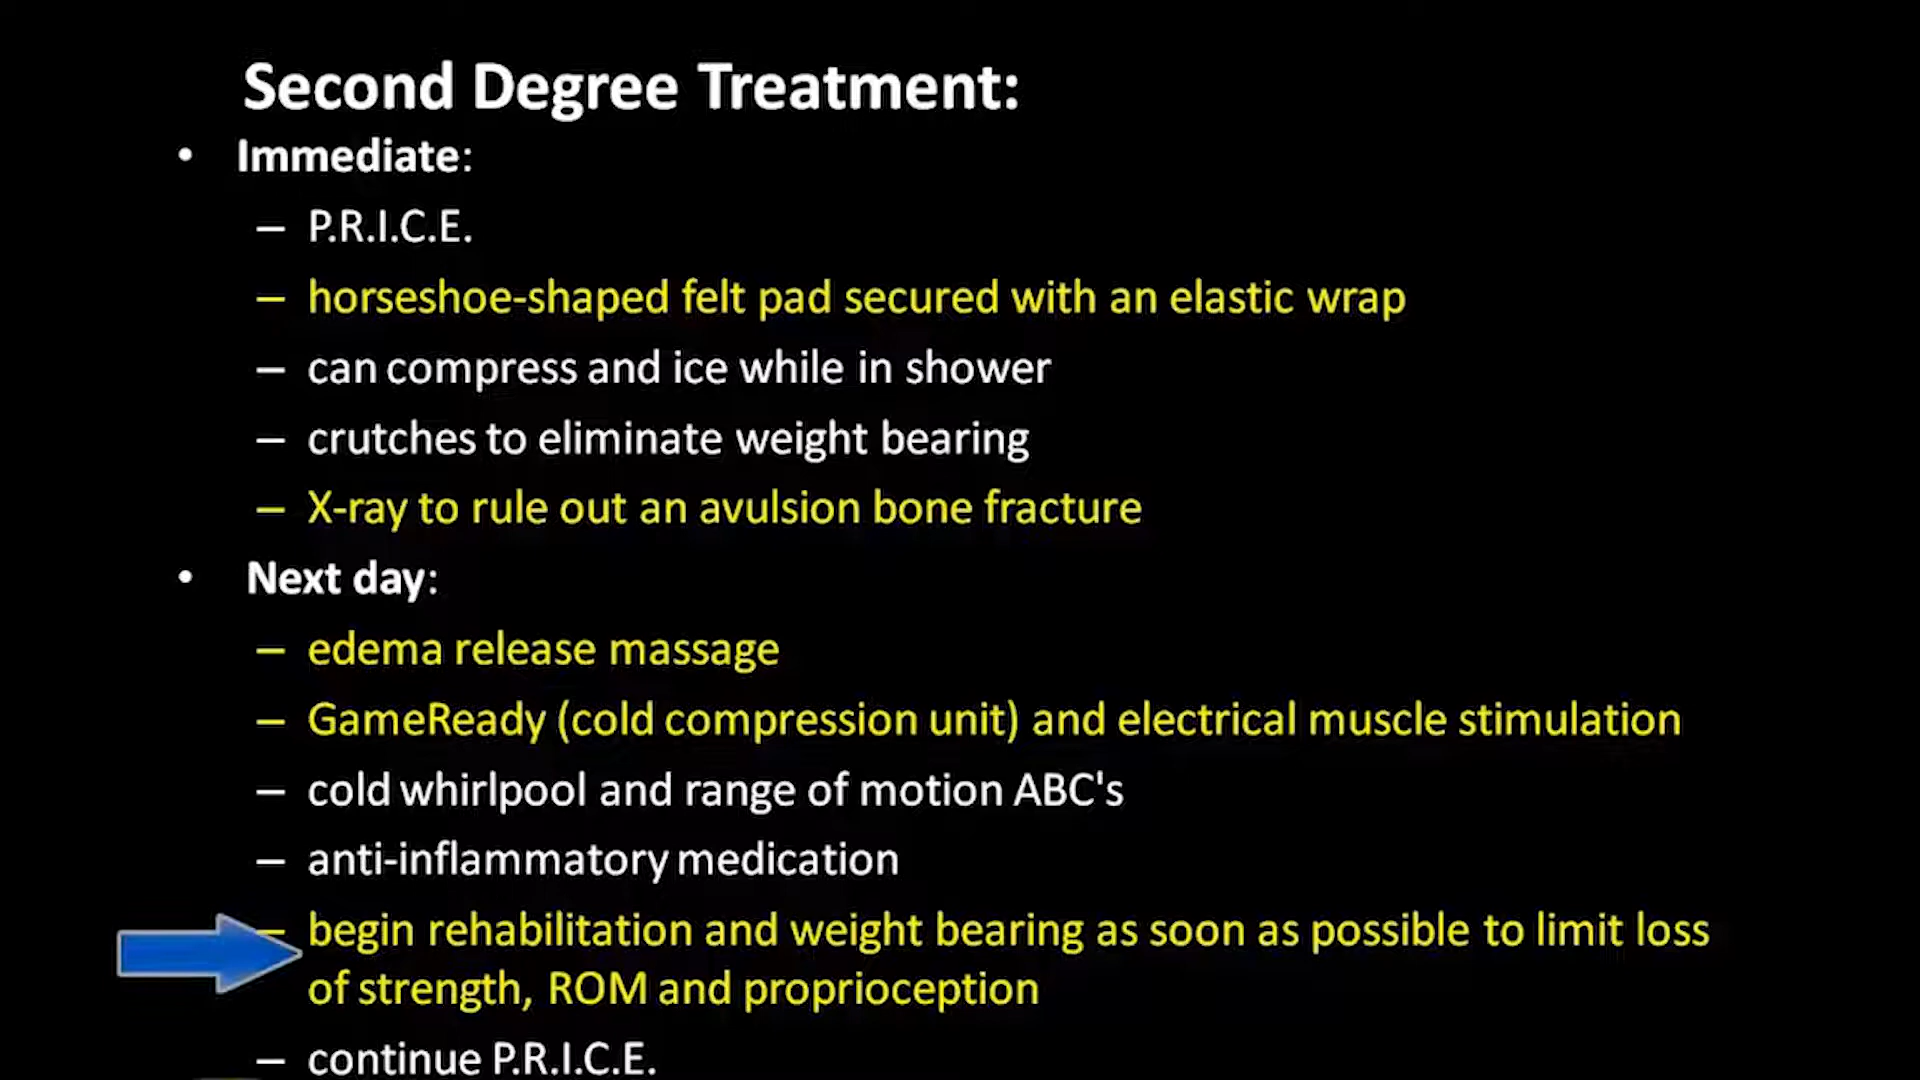 Second Degree Treatment:
• Immediate:
– P.R.I.C.E.
– horseshoe-shaped felt pad secured with an elastic wrap
– can compress and ice while in shower
– crutches to eliminate weight bearing
– X-ray to rule out an avulsion bone fracture
• Next day:
– edema release massage
– GameReady (cold compression unit) and electrical muscle stimulation
– cold whirlpool and range of motion ABC's
– anti-inflammatory medication
– begin rehabilitation and weight bearing as soon as possible to limit loss
of strength, ROM and proprioception
– continue P.R.I.C.E.